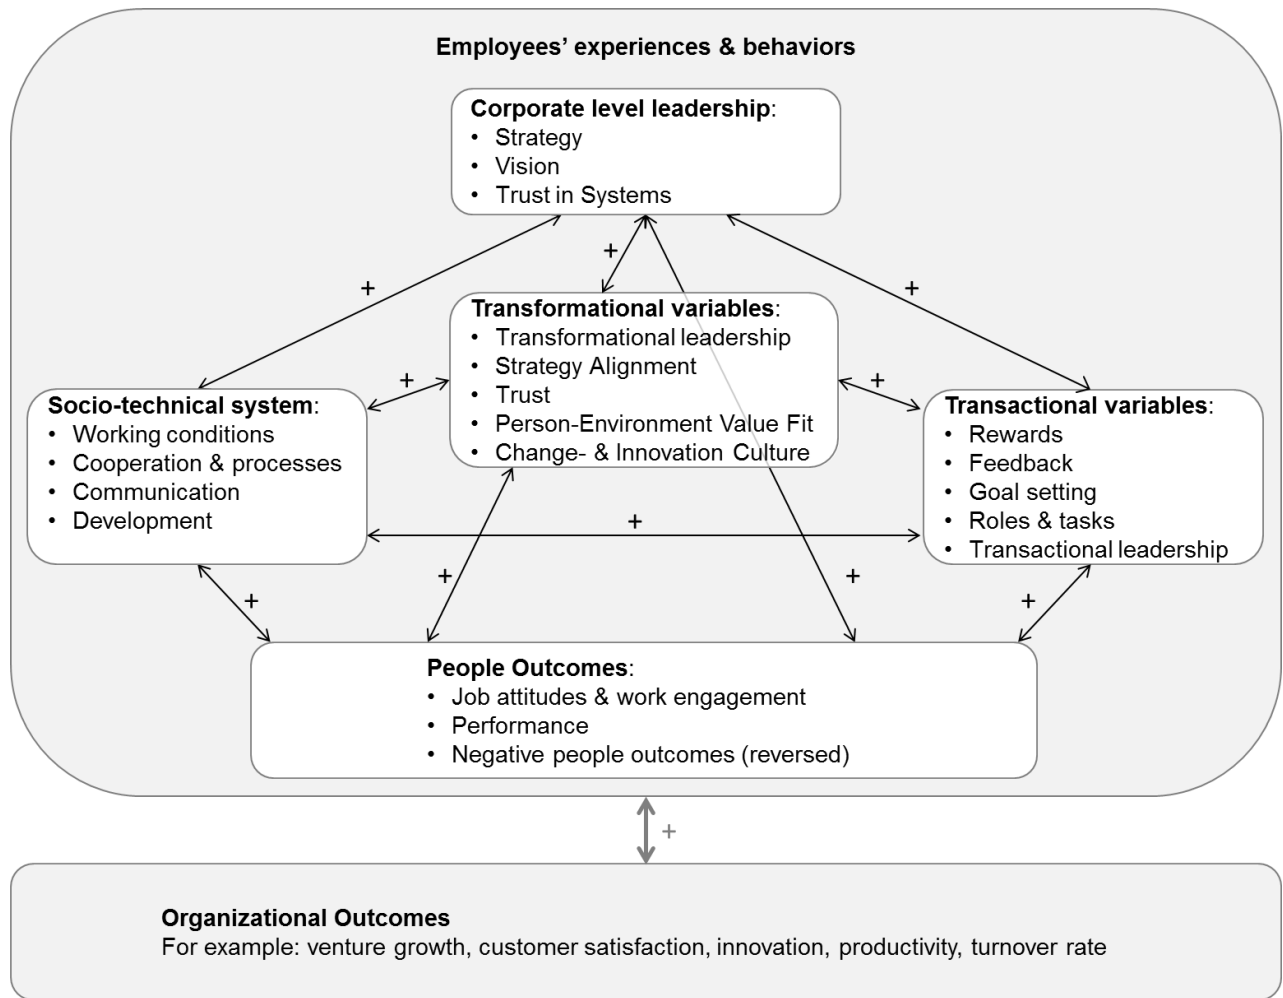 Employees’ experiences & behaviors
Corporate level leadership:
• Strategy
• Vision
• Trust in Systems
+
+
+
Transformational variables:
• Transformational leadership
• Strategy Alignment
• Trust
• Person-Environment Value Fit
• Change- & Innovation Culture
+
+
Socio-technical system:
• Working conditions
• Cooperation & processes
• Communication
• Development
Transactional variables:
• Rewards
• Feedback
• Goal setting
• Roles & tasks
• Transactional leadership
+
+
+
+
+
People Outcomes:
• Job attitudes & work engagement
• Performance
• Negative people outcomes (reversed)
+
Organizational Outcomes
For example: venture growth, customer satisfaction, innovation, productivity, turnover rate